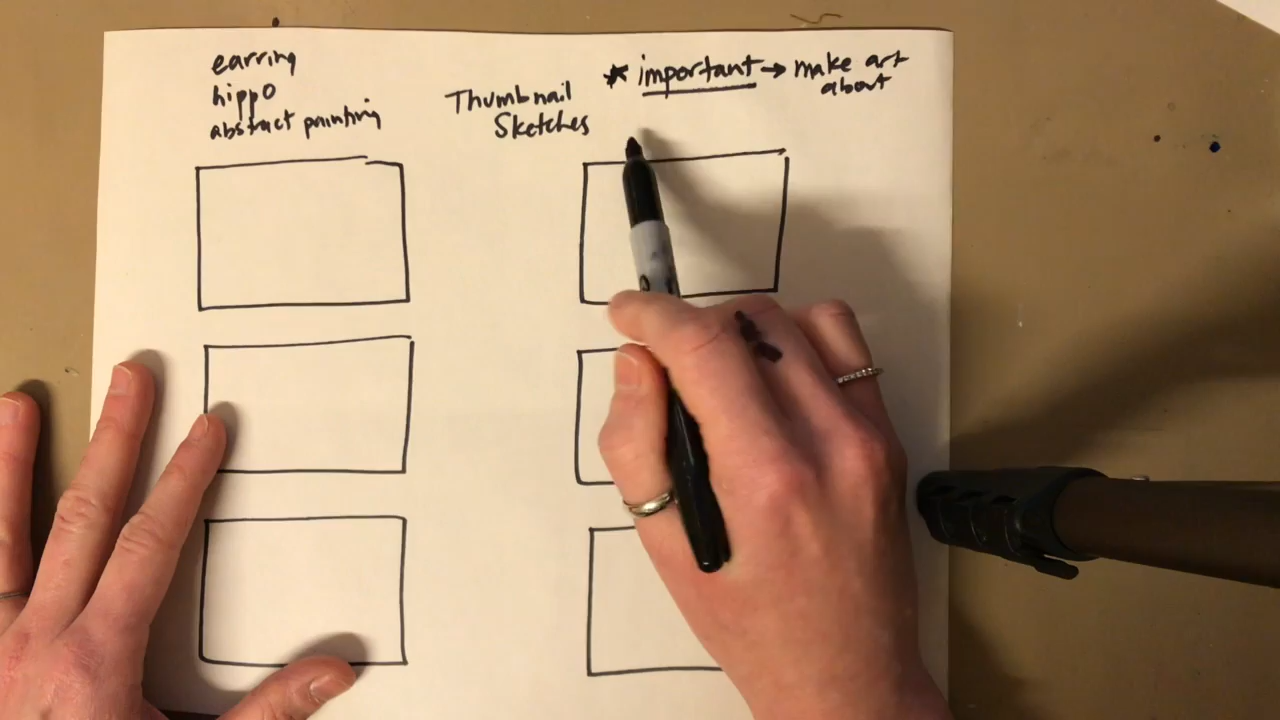 earring
hippo
abstract painting
Thumbnail
Sketches
* important → make art
about